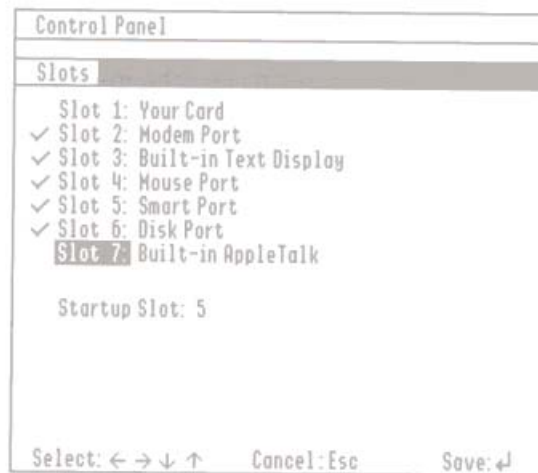 Control Panel
Slots
Slot 1: Your Card
✓ Slot 2: Modem Port
✓ Slot 3: Built-in Text Display
✓ Slot 4: Mouse Port
✓ Slot 5: Smart Port
✓ Slot 6: Disk Port
Slot 7: Built-in AppleTalk
Startup Slot: 5
Select: ← → ↓ ↑ Cancel:Esc Save: ↵